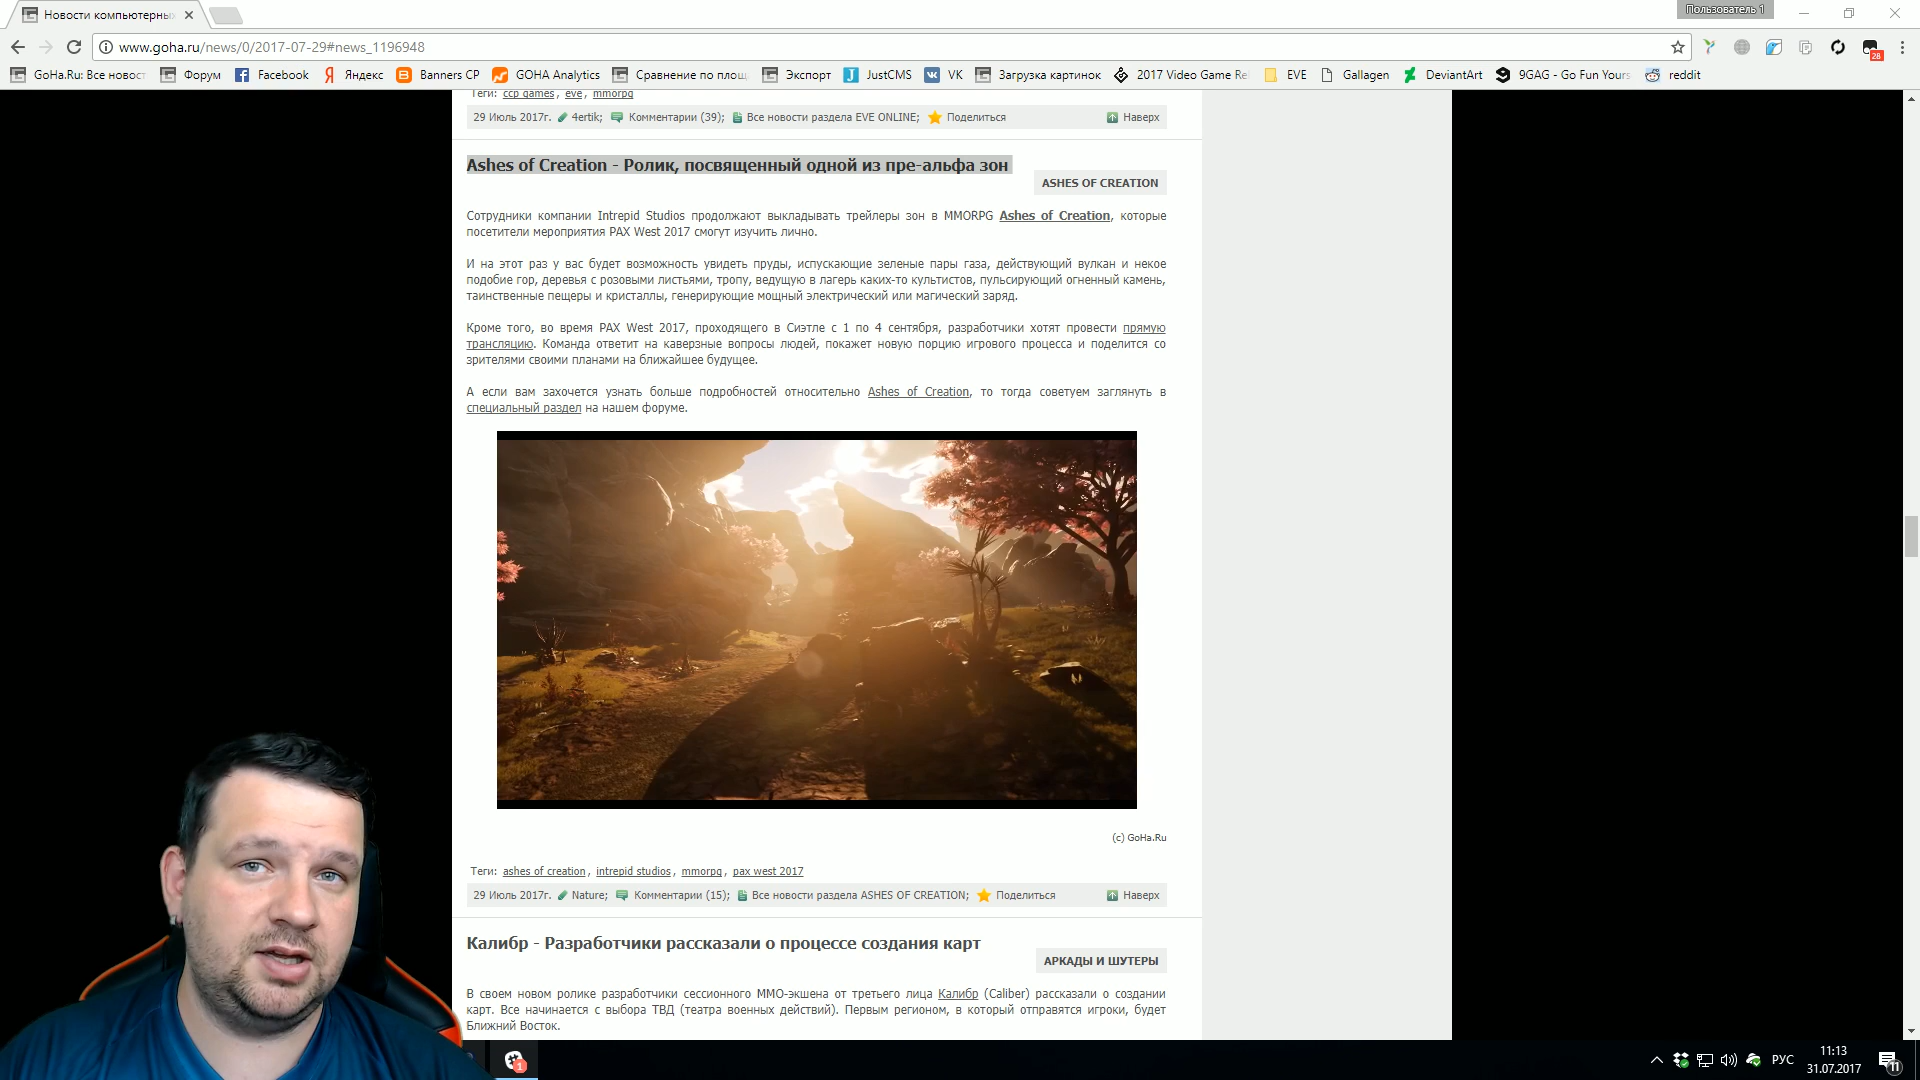 Новости компьютерны
Пользователь 1
www.goha.ru/news/0/2017-07-29#news_1196948
28
GoHa.Ru: Все новост Форум Facebook Яндекс Banners CP GOHA Analytics Сравнение по площ Экспорт JustCMS VK Загрузка картинок 2017 Video Game Rel EVE Gallagen DeviantArt 9GAG - Go Fun Yours reddit
Теги: ccp games, eve, mmorpg
29 Июль 2017г. 4ertik; Комментарии (39); Все новости раздела EVE ONLINE; Поделиться Наверх
Ashes of Creation - Ролик, посвященный одной из пре-альфа зон
ASHES OF CREATION
Сотрудники компании Intrepid Studios продолжают выкладывать трейлеры зон в MMORPG Ashes of Creation, которые
посетители мероприятия PAX West 2017 смогут изучить лично.
И на этот раз у вас будет возможность увидеть пруды, испускающие зеленые пары газа, действующий вулкан и некое
подобие гор, деревья с розовыми листьями, тропу, ведущую в лагерь каких-то культистов, пульсирующий огненный камень,
таинственные пещеры и кристаллы, генерирующие мощный электрический или магический заряд.
Кроме того, во время PAX West 2017, проходящего в Сиэтле с 1 по 4 сентября, разработчики хотят провести прямую
трансляцию. Команда ответит на каверзные вопросы людей, покажет новую порцию игрового процесса и поделится со
зрителями своими планами на ближайшее будущее.
А если вам захочется узнать больше подробностей относительно Ashes of Creation, то тогда советуем заглянуть в
специальный раздел на нашем форуме.
(c) GoHa.Ru
Теги: ashes of creation, intrepid studios, mmorpg, pax west 2017
29 Июль 2017г. Nature; Комментарии (15); Все новости раздела ASHES OF CREATION; Поделиться Наверх
Калибр - Разработчики рассказали о процессе создания карт
АРКАДЫ И ШУТЕРЫ
В своем новом ролике разработчики сессионного ММО-экшена от третьего лица Калибр (Caliber) рассказали о создании
карт. Все начинается с выбора ТВД (театра военных действий). Первым регионом, в который отправятся игроки, будет
Ближний Восток.
1
РУС
11:13
31.07.2017
11